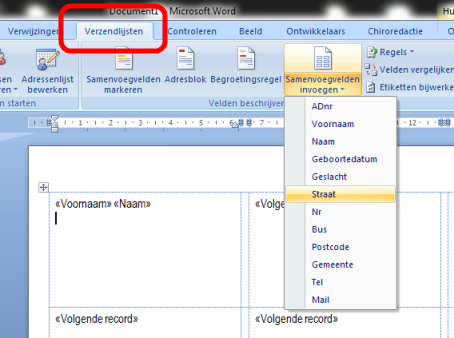 Document1 - Microsoft Word
Hu
Verwijzingen Verzendlijsten Controleren Beeld Ontwikkelaars Chiroredactie
Adressenlijst bewerken
Samenvoegvelden markeren
Adresblok
Begroetingsregel
Samenvoegvelden invoegen
Regels
Velden vergelijken
Etiketten bijwerke
n starten
Velden beschrijven
ADnr
Voornaam
Naam
Geboortedatum
Geslacht
Straat
Nr
Bus
Postcode
Gemeente
Tel
Mail
«Voornaam» «Naam»
«Volge
«Volgende record»
«Volgende record»